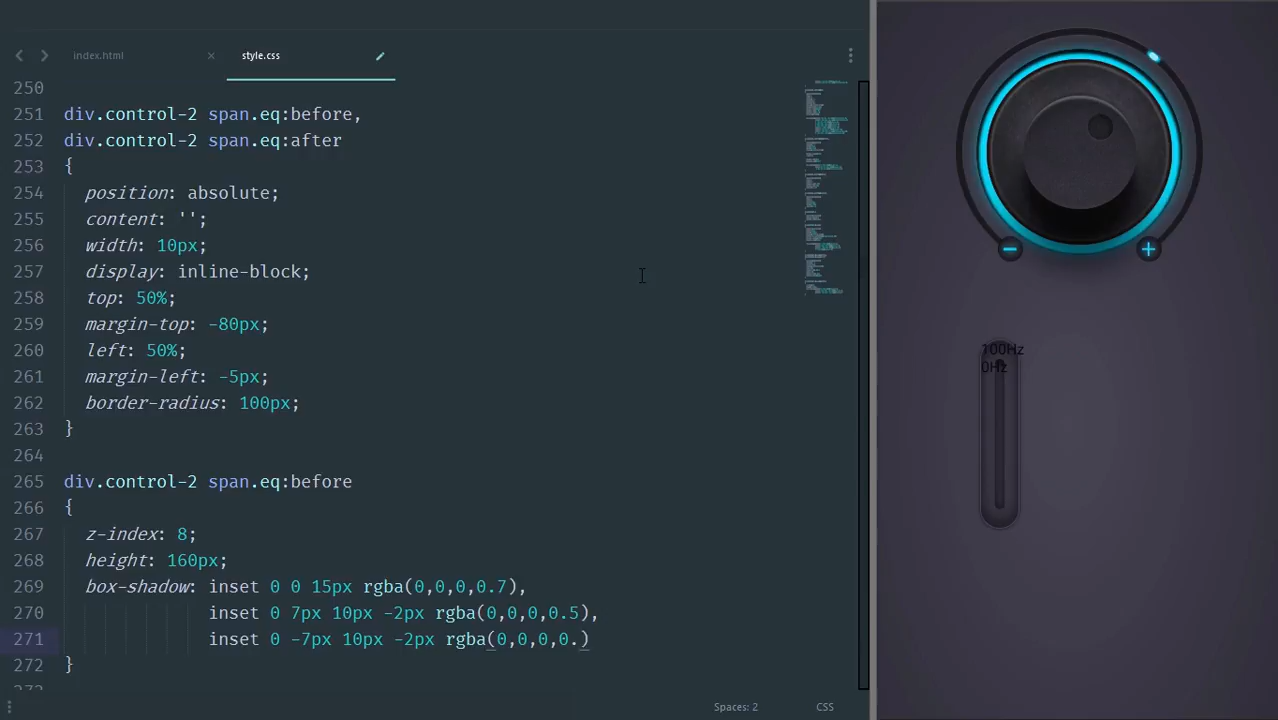 index.html ×
style.css
250
251 div.control-2 span.eq:before,
252 div.control-2 span.eq:after
253 {
254 position: absolute;
255 content: '';
256 width: 10px;
257 display: inline-block;
258 top: 50%;
259 margin-top: -80px;
260 left: 50%;
261 margin-left: -5px;
262 border-radius: 100px;
263 }
264
265 div.control-2 span.eq:before
266 {
267 z-index: 8;
268 height: 160px;
269 box-shadow: inset 0 0 15px rgba(0,0,0,0.7),
270 inset 0 7px 10px -2px rgba(0,0,0,0.5),
271 inset 0 -7px 10px -2px rgba(0,0,0,0.)
272 }
273
Spaces: 2 CSS
− +
100Hz
0Hz